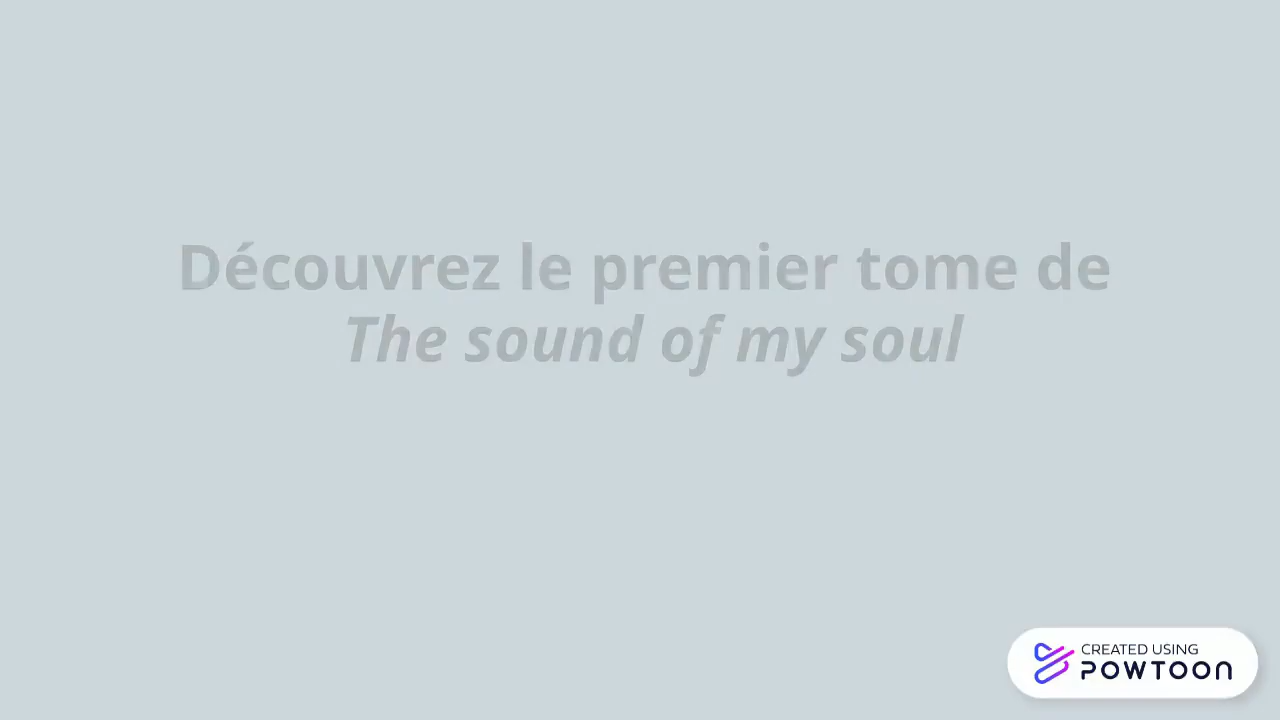 Découvrez le premier tome de
The sound of my soul
CREATED USING
POWTOON